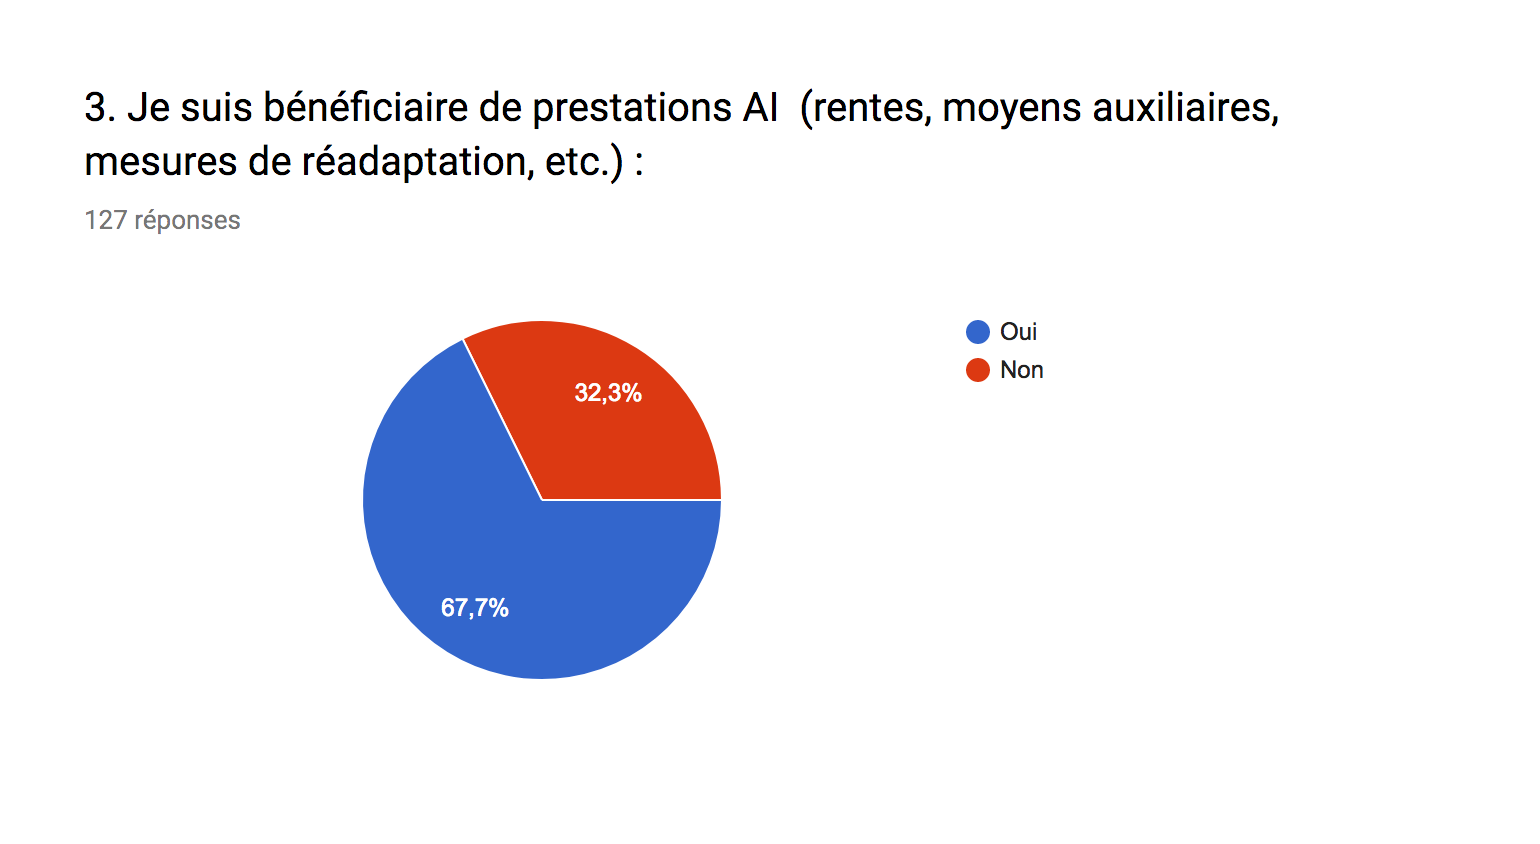 3. Je suis bénéficiaire de prestations AI  (rentes, moyens auxiliaires,
mesures de réadaptation, etc.) :
127 réponses
Oui
Non
32,3%
67,7%